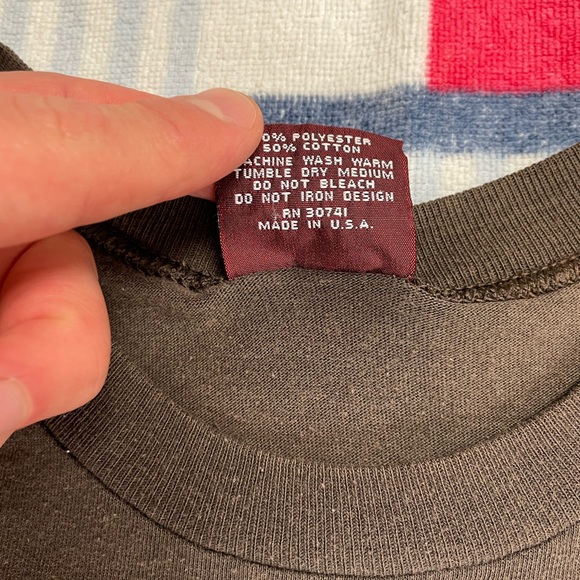 0% POLYESTER
50% COTTON
ACHINE WASH WARM
TUMBLE DRY MEDIUM
DO NOT BLEACH
DO NOT IRON DESIGN
RN 30741
MADE IN U.S.A.